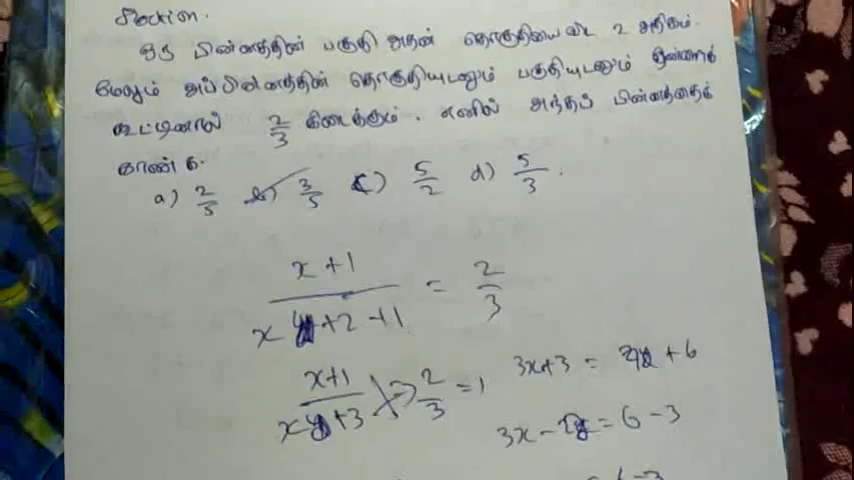 Section.
ஒரு பின்னத்தின் பகுதி அதன் தொகுதியை விட 2 அதிகம்.
மேலும் அப்பின்னத்தின் தொகுதியுடனும் பகுதியுடனும் ஒன்றைக்
கூட்டினால் 2/3 கிடைக்கும். எனில் அந்தப் பின்னத்தைக்
காண்க.
a) 2/5 b) 3/5 c) 5/2 d) 5/3.
x+1 / x+2+1 = 2/3
x+1 / x+3 = 2/3 = 1 3x+3 = 2x+6
3x-2x = 6-3